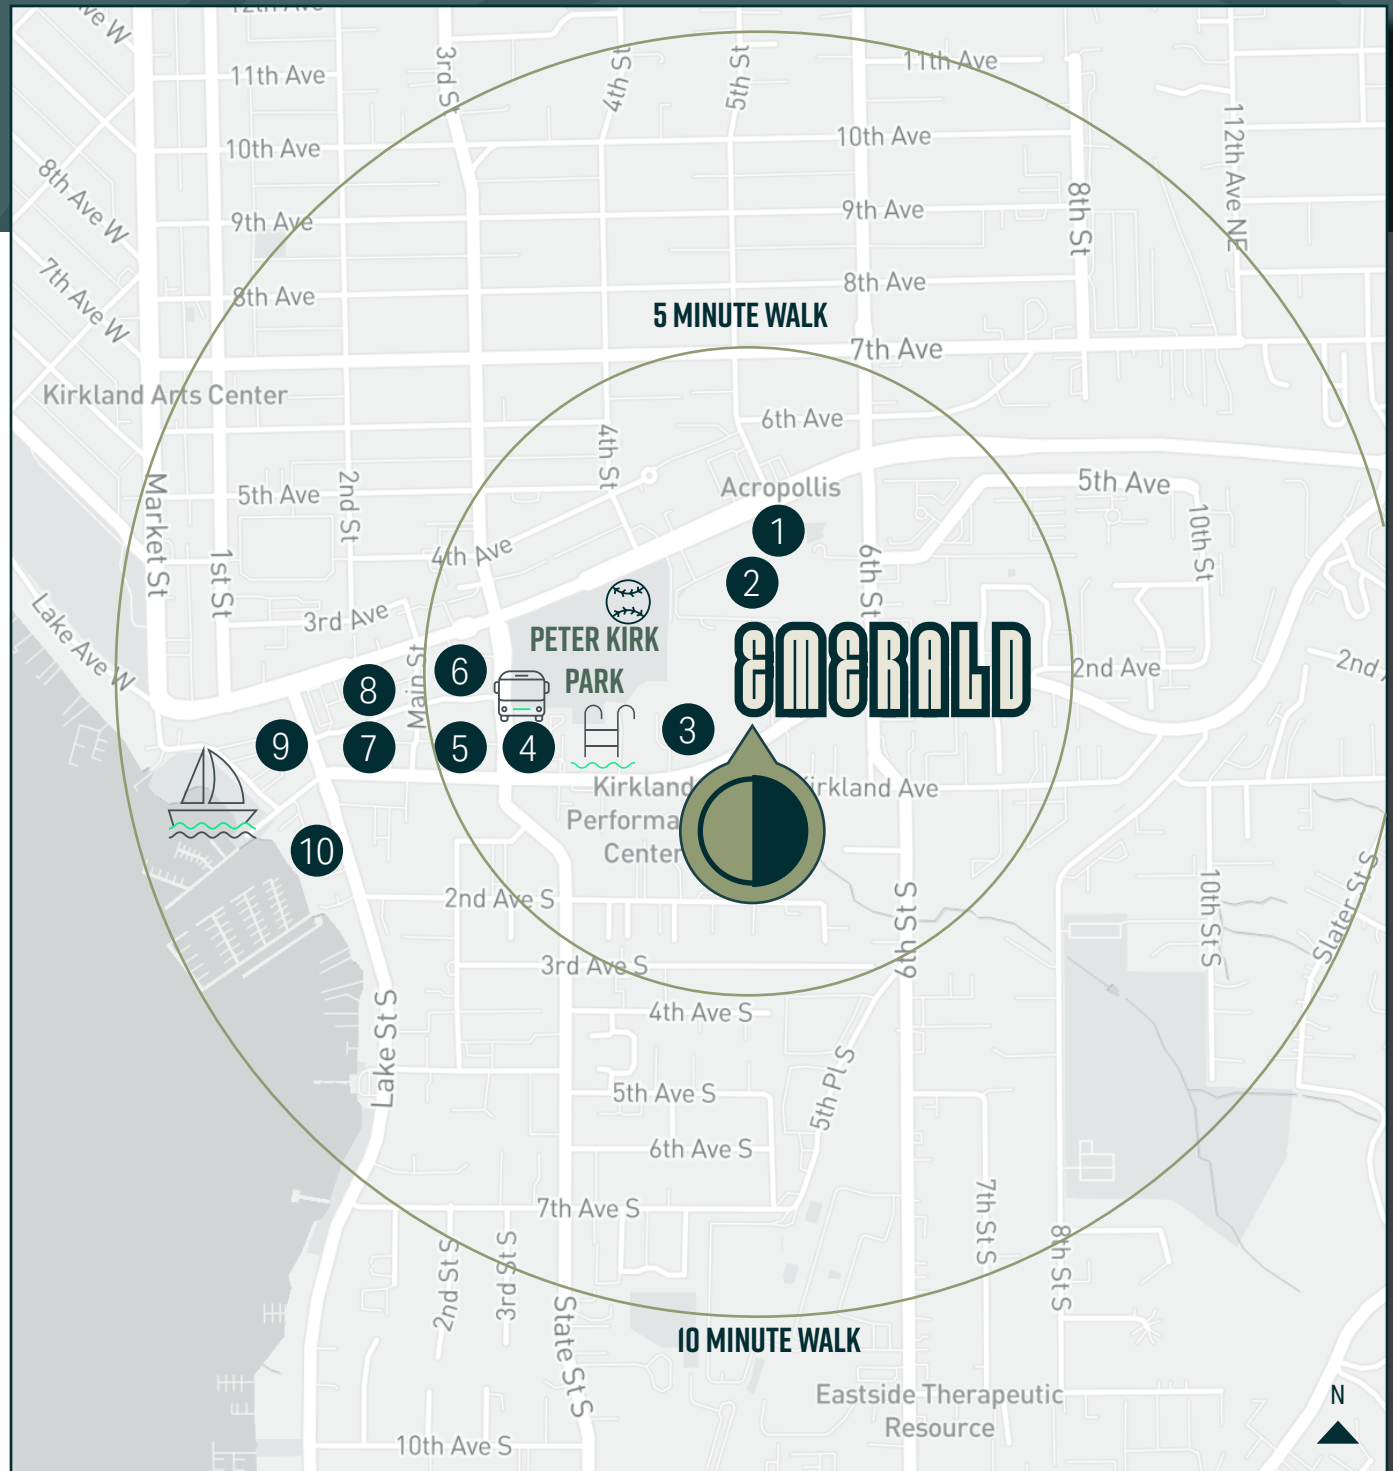 12th Ave
Ave W
11th Ave
3rd St
4th St
5th St
11th Ave
10th Ave
10th Ave
112th Ave NE
8th Ave W
8th St
9th Ave
9th Ave
7th Ave W
8th Ave
8th Ave
5 MINUTE WALK
7th Ave
Kirkland Arts Center
6th Ave
4th St
Market St
2nd St
5th Ave
Acropollis
5th Ave
10th St
1
1st St
4th Ave
6th St
2
Lake Ave W
3rd Ave
PETER KIRK
PARK
EMERALD
Main St
6
8
2nd Ave
2nd
3
9
7
5
4
Kirkland
Performa
Center
Kirkland Ave
10
2nd Ave S
6th St S
10th St S
Slater St S
3rd Ave S
Lake St S
4th Ave S
5th Pl S
5th Ave S
6th Ave S
7th Ave S
7th St S
2nd St S
3rd St S
8th St S
State St S
10 MINUTE WALK
Eastside Therapeutic
Resource
N
10th Ave S